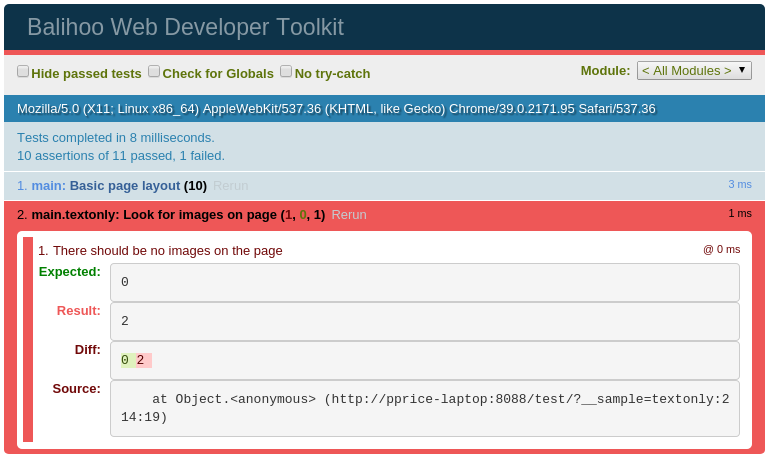 Balihoo Web Developer Toolkit
Hide passed tests Check for Globals No try-catch Module: < All Modules >
Mozilla/5.0 (X11; Linux x86_64) AppleWebKit/537.36 (KHTML, like Gecko) Chrome/39.0.2171.95 Safari/537.36
Tests completed in 8 milliseconds.
10 assertions of 11 passed, 1 failed.
1. main: Basic page layout (10) Rerun 3 ms
2. main.textonly: Look for images on page (1, 0, 1) Rerun 1 ms
1. There should be no images on the page @ 0 ms
Expected: 0
Result: 2
Diff: 0 2
Source: at Object.<anonymous> (http://pprice-laptop:8088/test/?__sample=textonly:2
14:19)